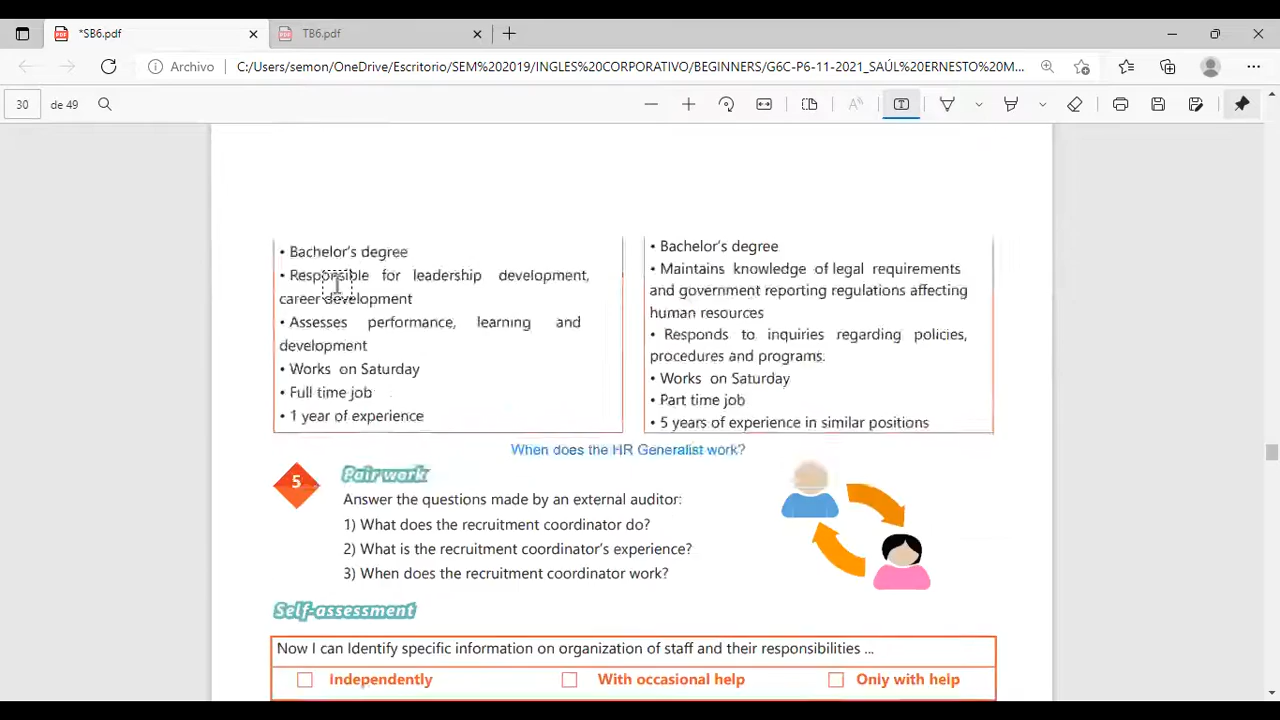 *SB6.pdf
TB6.pdf
Archivo
C:/Users/semon/OneDrive/Escritorio/SEM%202019/INGLES%20CORPORATIVO/BEGINNERS/G6C-P6-11-2021_SAÚL%20ERNESTO%20M...
30 de 49
• Bachelor's degree
• Responsible for leadership development,
career development
• Assesses performance, learning and
development
• Works on Saturday
• Full time job
• 1 year of experience
• Bachelor's degree
• Maintains knowledge of legal requirements
and government reporting regulations affecting
human resources
• Responds to inquiries regarding policies,
procedures and programs.
• Works on Saturday
• Part time job
• 5 years of experience in similar positions
When does the HR Generalist work?
5
Pair work
Answer the questions made by an external auditor:
1) What does the recruitment coordinator do?
2) What is the recruitment coordinator's experience?
3) When does the recruitment coordinator work?
Self-assessment
Now I can Identify specific information on organization of staff and their responsibilities ...
Independently
With occasional help
Only with help